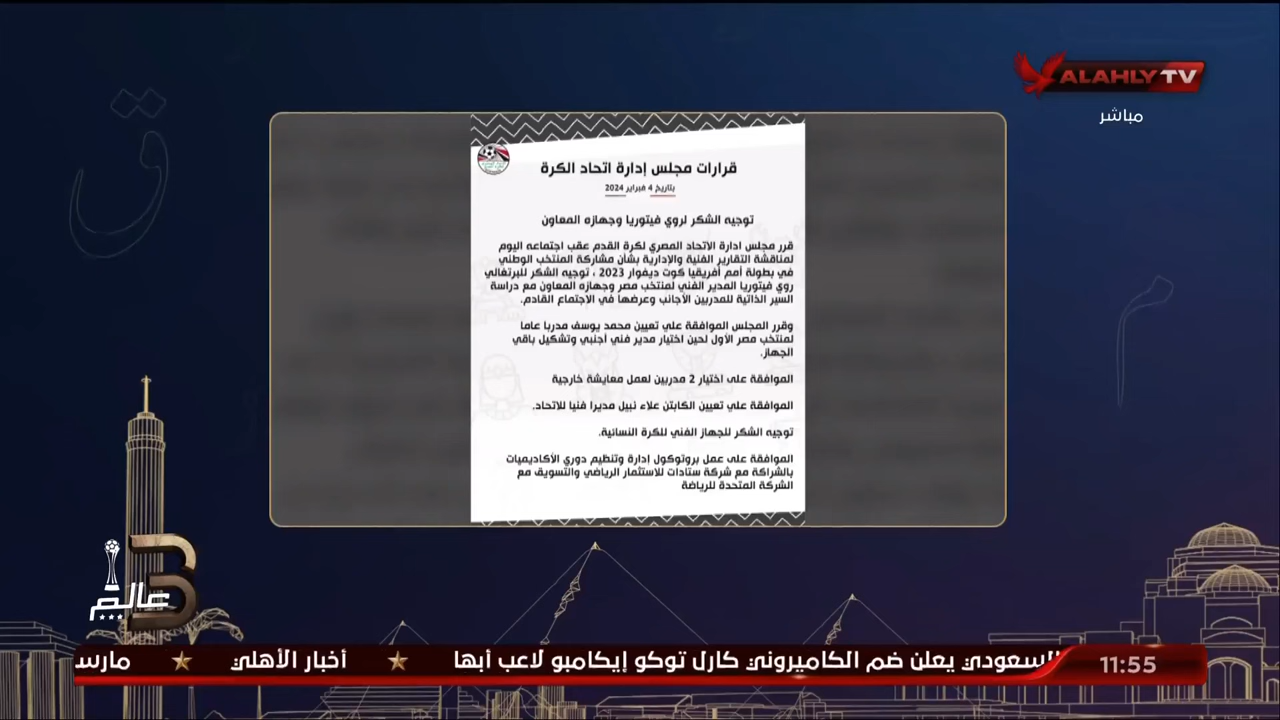 ALAHLY TV
مباشر
ق
م
قرارات مجلس إدارة اتحاد الكرة
بتاريخ 4 فبراير 2024
توجيه الشكر لروي فيتوريا وجهازه المعاون
قرر مجلس ادارة الاتحاد المصري لكرة القدم عقب اجتماعه اليوم
لمناقشة التقارير الفنية والإدارية بشأن مشاركة المنتخب الوطني
في بطولة أمم أفريقيا كوت ديفوار 2023 ، توجيه الشكر للبرتغالي
روي فيتوريا المدير الفني لمنتخب مصر وجهازه المعاون مع دراسة
السير الذاتية للمدربين الأجانب وعرضها في الإجتماع القادم.
وقرر المجلس الموافقة علي تعيين محمد يوسف مدربا عاما
لمنتخب مصر الأول لحين اختيار مدير فني أجنبي وتشكيل باقي
الجهاز.
الموافقة على اختيار 2 مدربين لعمل معايشة خارجية
الموافقة علي تعيين الكابتن علاء نبيل مديرا فنيا للاتحاد.
توجيه الشكر للجهاز الفني للكرة النسائية.
الموافقة على عمل بروتوكول إدارة وتنظيم دوري الأكاديميات
بالشراكة مع شركة ستادات للاستثمار الرياضي والتسويق مع
الشركة المتحدة للرياضة
3 عالم
11:55
السعودي يعلن ضم الكاميروني كارل توكو إيكامبو لاعب أبها ★ أخبار الأهلي ★ مارس